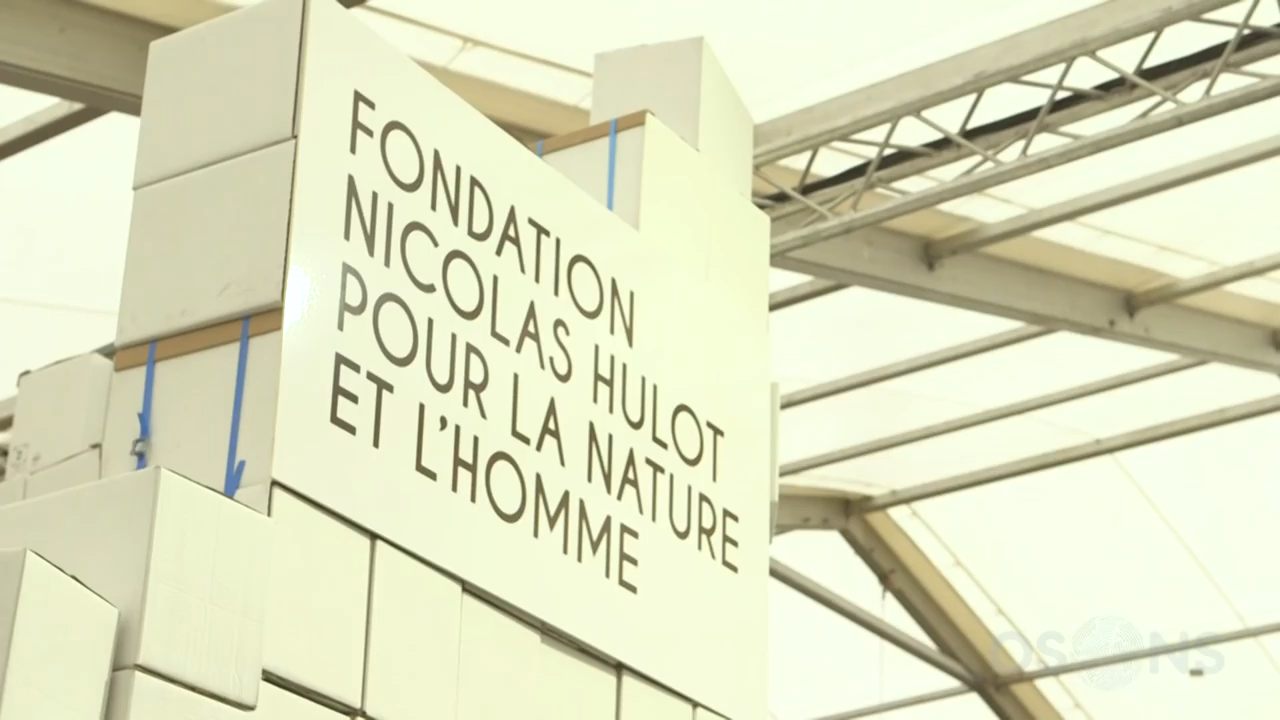 FONDATION
NICOLAS HULOT
POUR LA NATURE
ET L'HOMME
OSONS